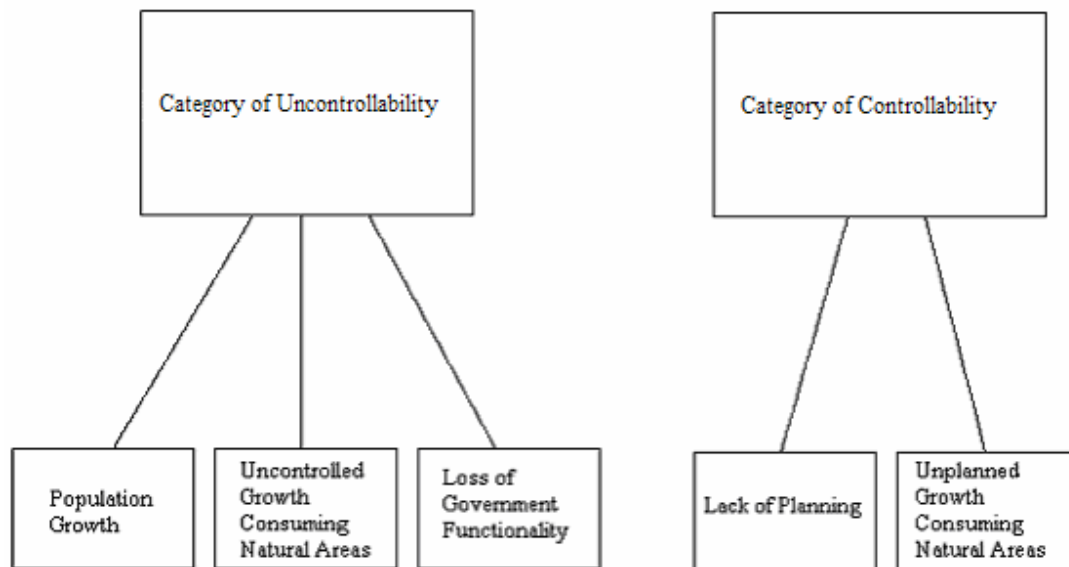 Category of Uncontrollability
Category of Controllability
Population
Growth
Uncontrolled
Growth
Consuming
Natural Areas
Loss of
Government
Functionality
Lack of Planning
Unplanned
Growth
Consuming
Natural Areas